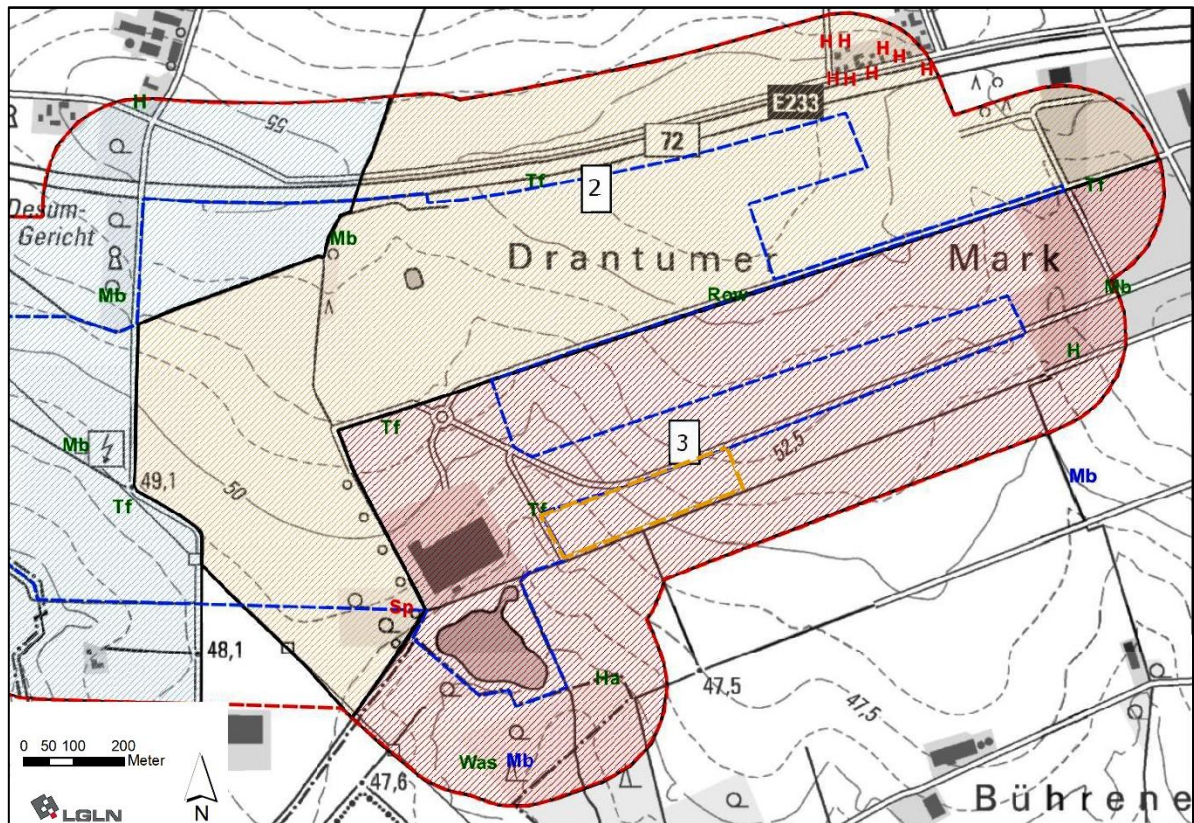 H H
H
H
H
H H H
H
E233
H
55
72
Tf
2
Tf
Desum-
Gericht
Mb
Drantumer Mark
Mb
Row
Mb
H
Tf
3
52,5
Mb
Mb
49,1
50
Tf
Tf
Sp
48,1
Ha
47,5
47,5
Was Mb
47,6
0 50 100 200
Meter
N
LGLN
Bührene